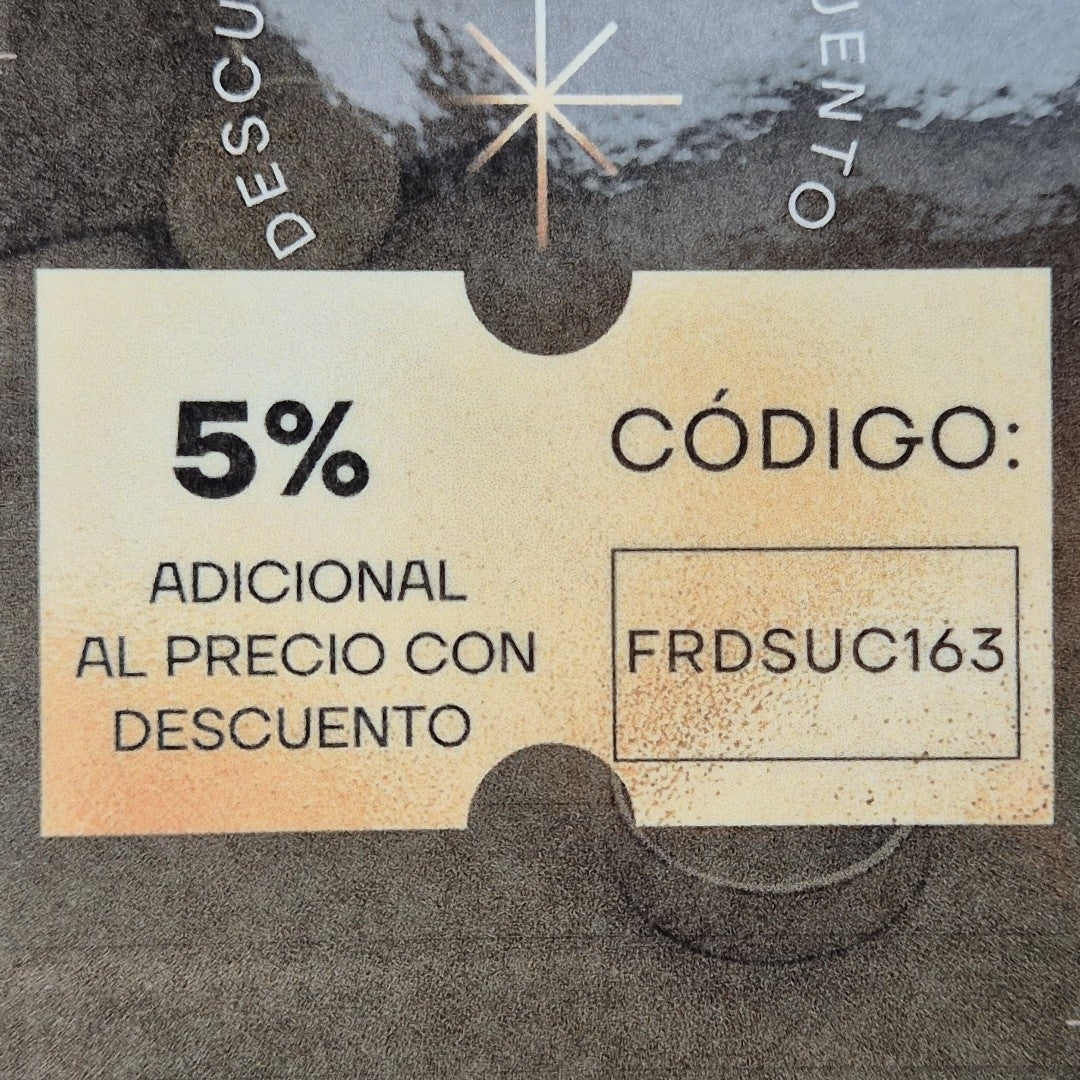 DESCU
UENTO
5%
ADICIONAL
AL PRECIO CON
DESCUENTO
CÓDIGO:
FRDSUC163